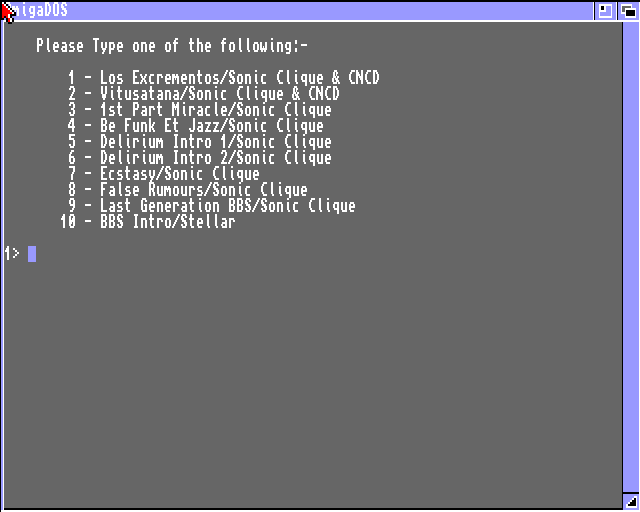 migaDOS
Please Type one of the following:-
1 - Los Excrementos/Sonic Clique & CNCD
2 - Vitusatana/Sonic Clique & CNCD
3 - 1st Part Miracle/Sonic Clique
4 - Be Funk Et Jazz/Sonic Clique
5 - Delirium Intro 1/Sonic Clique
6 - Delirium Intro 2/Sonic Clique
7 - Ecstasy/Sonic Clique
8 - False Rumours/Sonic Clique
9 - Last Generation BBS/Sonic Clique
10 - BBS Intro/Stellar
1>